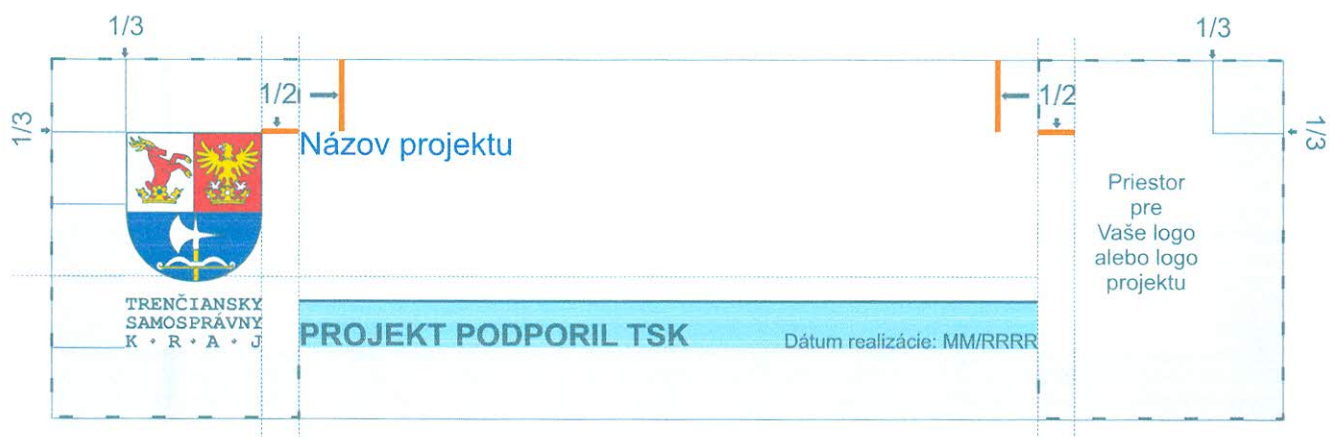 1/3
1/3
1/2
1/2
1/3
1/3
Názov projektu
Priestor
pre
Vaše logo
alebo logo
projektu
TRENČIANSKY
SAMOSPRÁVNY
K • R • A • J
PROJEKT PODPORIL TSK
Dátum realizácie: MM/RRRR